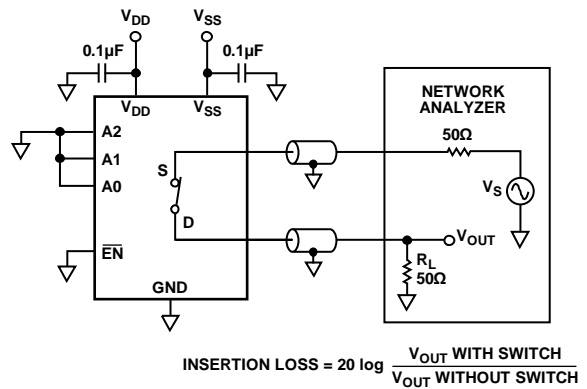 VDD
VSS
0.1µF
0.1µF
VDD
VSS
NETWORK
ANALYZER
A2
A1
A0
50Ω
S
VS
D
VOUT
EN
RL
50Ω
GND
INSERTION LOSS = 20 log VOUT WITH SWITCH
VOUT WITHOUT SWITCH